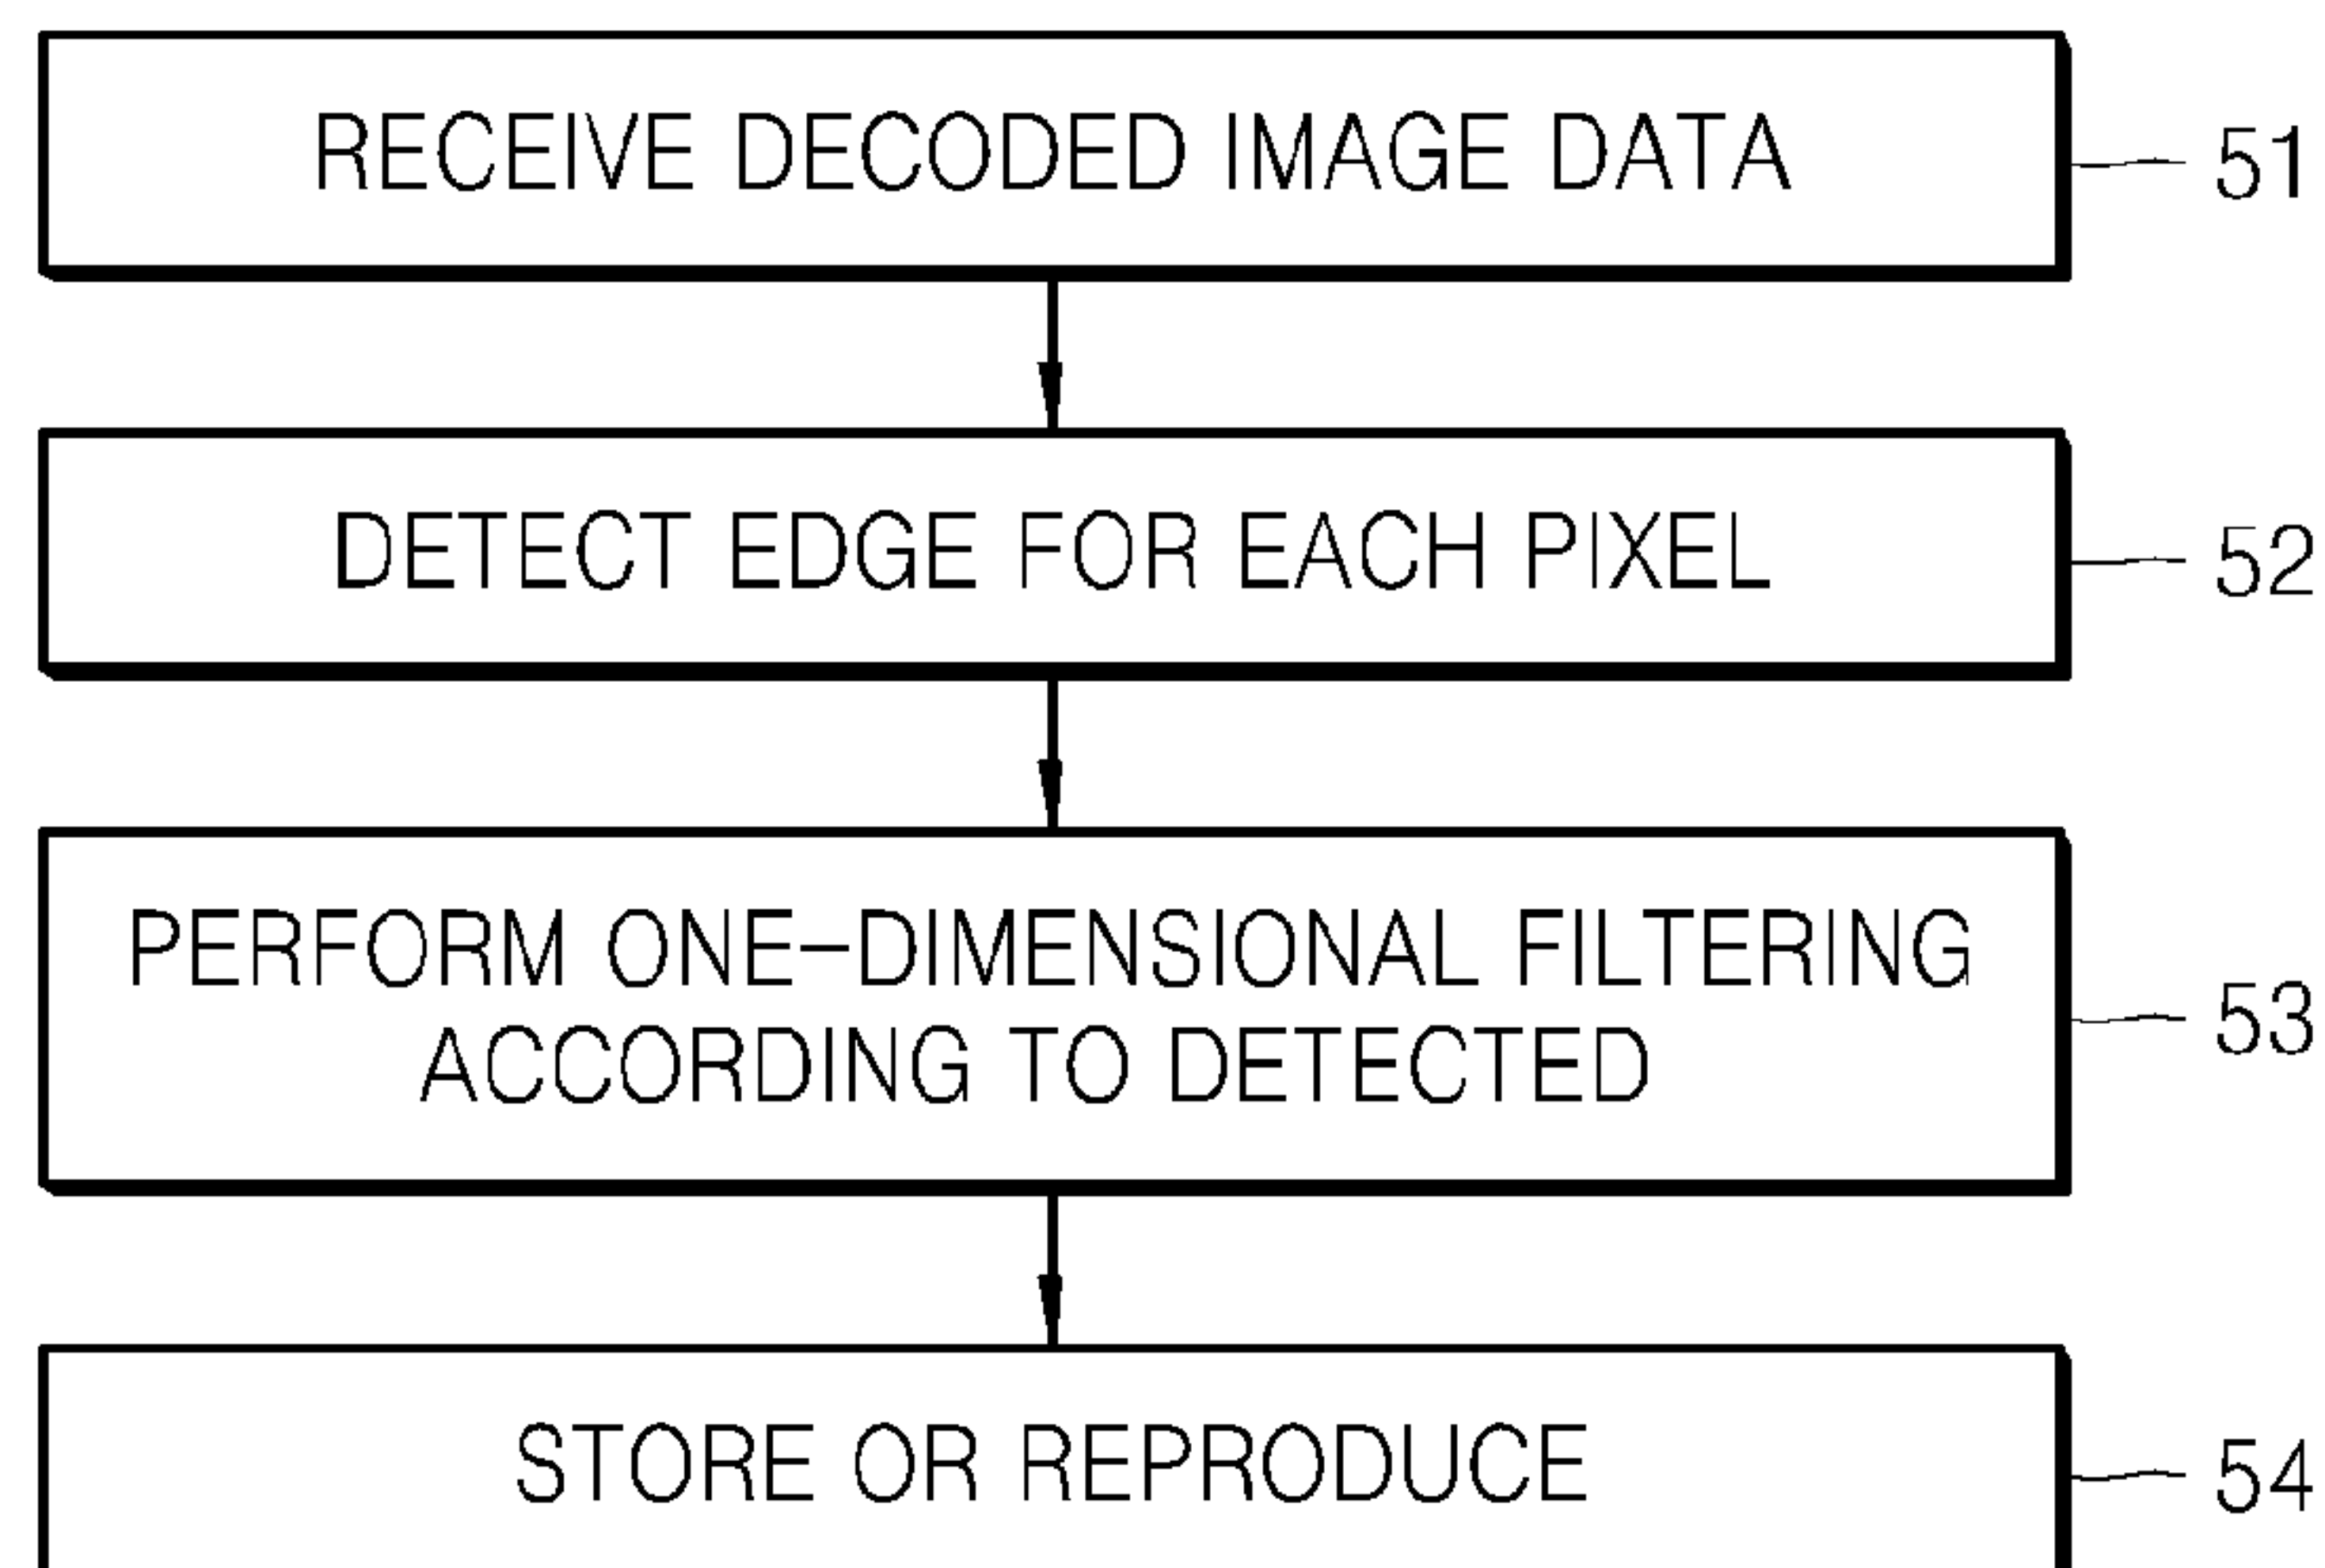 RECEIVE DECODED IMAGE DATA 51
DETECT EDGE FOR EACH PIXEL 52
PERFORM ONE-DIMENSIONAL FILTERING
ACCORDING TO DETECTED
53
STORE OR REPRODUCE 54